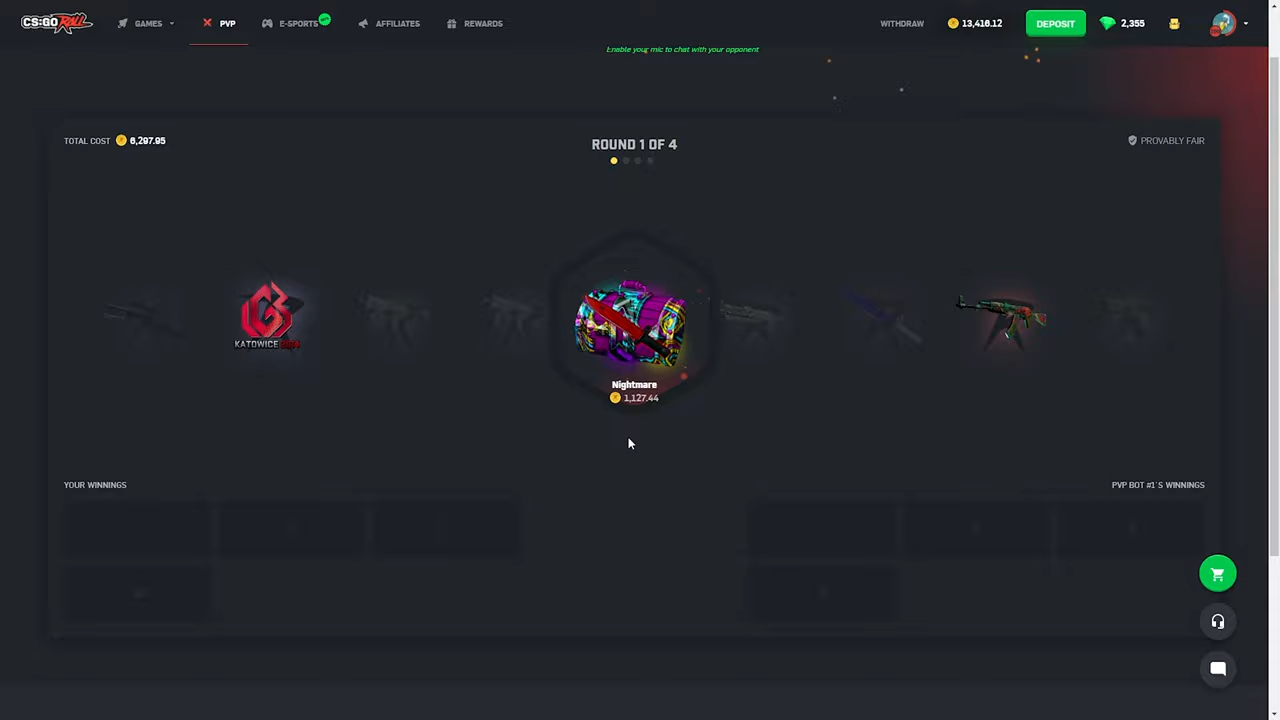 CS:GO ROLL
GAMES
PVP
E-SPORTS
AFFILIATES
REWARDS
WITHDRAW
13,416.12
DEPOSIT
2,355
Enable your mic to chat with your opponent
TOTAL COST 6,297.95
ROUND 1 OF 4
PROVABLY FAIR
KATOWICE 2014
Nightmare
1,127.44
YOUR WINNINGS
PVP BOT #1'S WINNINGS